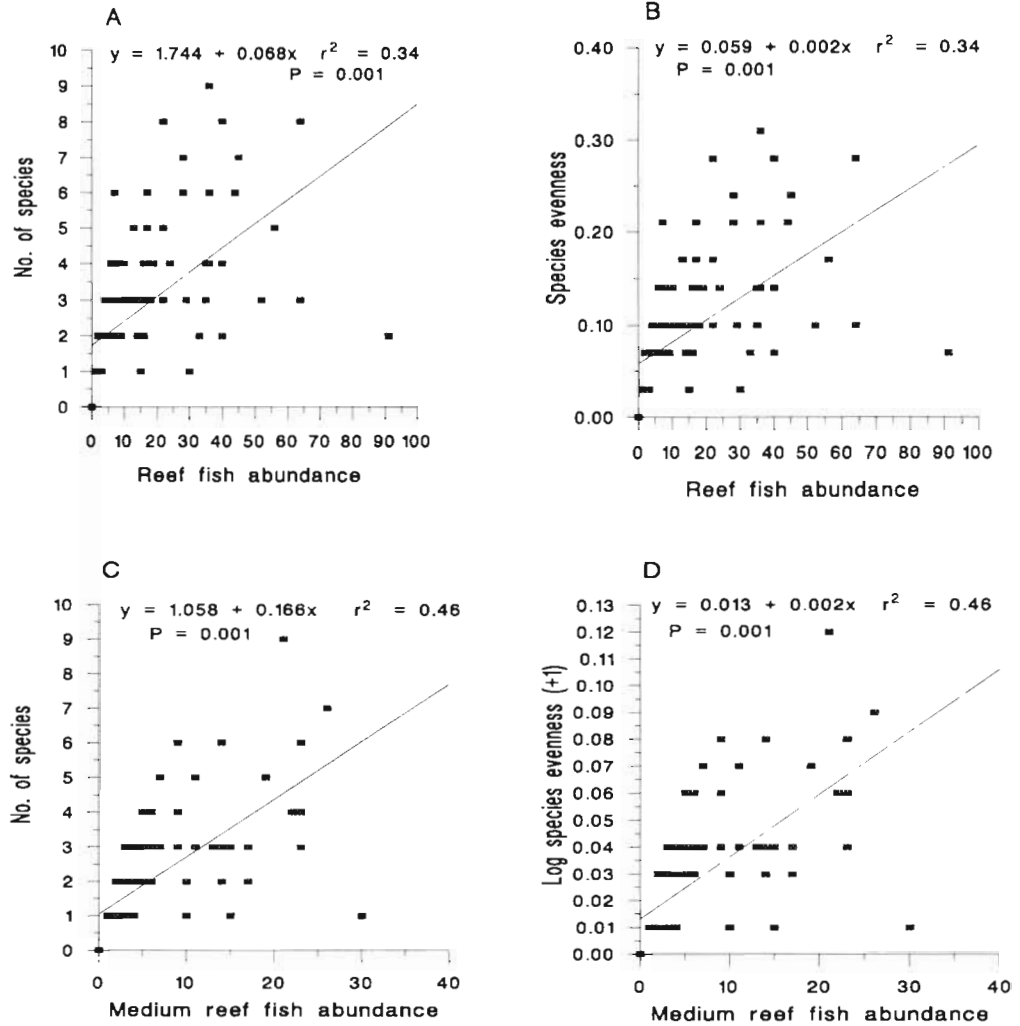 A
y = 1.744 + 0.068x r² = 0.34
P = 0.001
10
9
8
7
6
5
4
3
2
1
0
No. of species
0 10 20 30 40 50 60 70 80 90 100
Reef fish abundance
B
y = 0.059 + 0.002x r² = 0.34
P = 0.001
0.40
0.30
0.20
0.10
0.00
Species evenness
0 10 20 30 40 50 60 70 80 90 100
Reef fish abundance
C
y = 1.058 + 0.166x r² = 0.46
P = 0.001
10
9
8
7
6
5
4
3
2
1
0
No. of species
0 10 20 30 40
Medium reef fish abundance
D
y = 0.013 + 0.002x r² = 0.46
P = 0.001
0.13
0.12
0.11
0.10
0.09
0.08
0.07
0.06
0.05
0.04
0.03
0.02
0.01
0.00
Log species evenness (+1)
0 10 20 30 40
Medium reef fish abundance